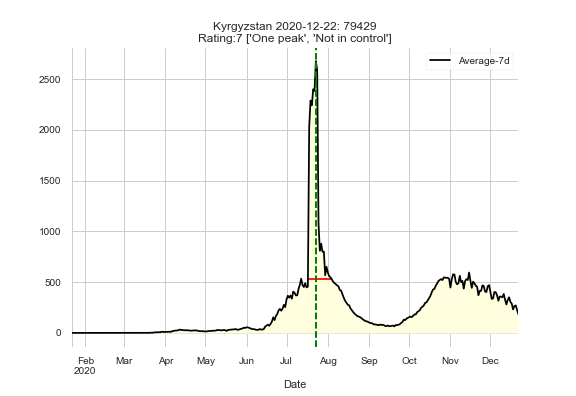 Kyrgyzstan 2020-12-22: 79429
Rating:7 ['One peak', 'Not in control']
Average-7d
2500
2000
1500
1000
500
0
Feb Mar Apr May Jun Jul Aug Sep Oct Nov Dec
2020
Date